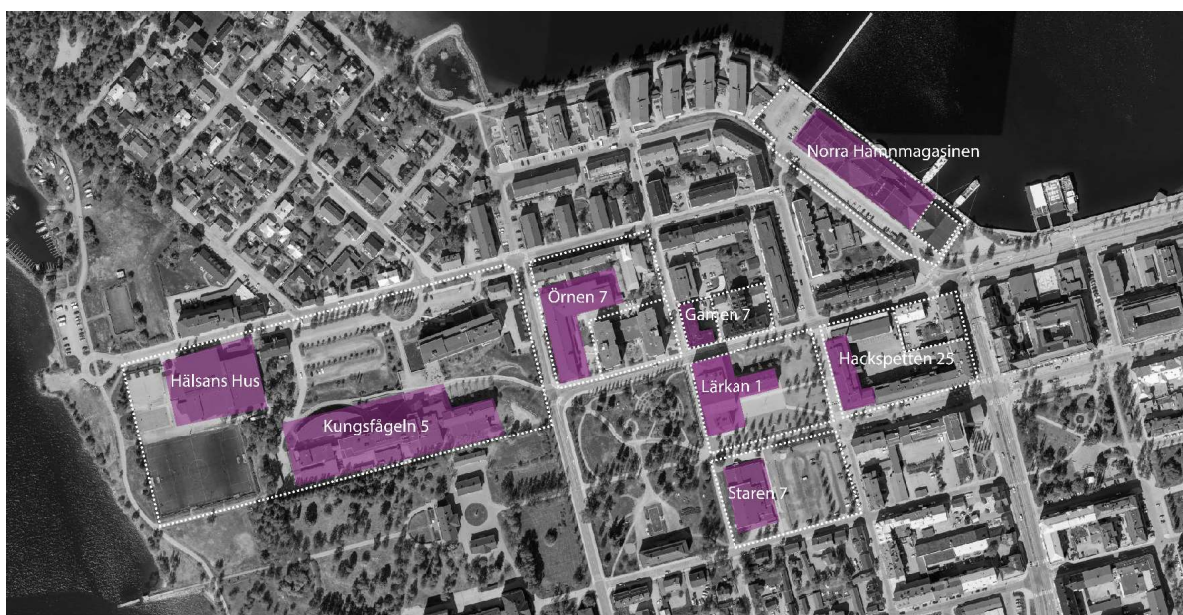 Norra Hamnmagasinen
Örnen 7
Gamen 7
Hackspetten 25
Hälsans Hus
Lärkan 1
Kungsfågeln 5
Staren 7